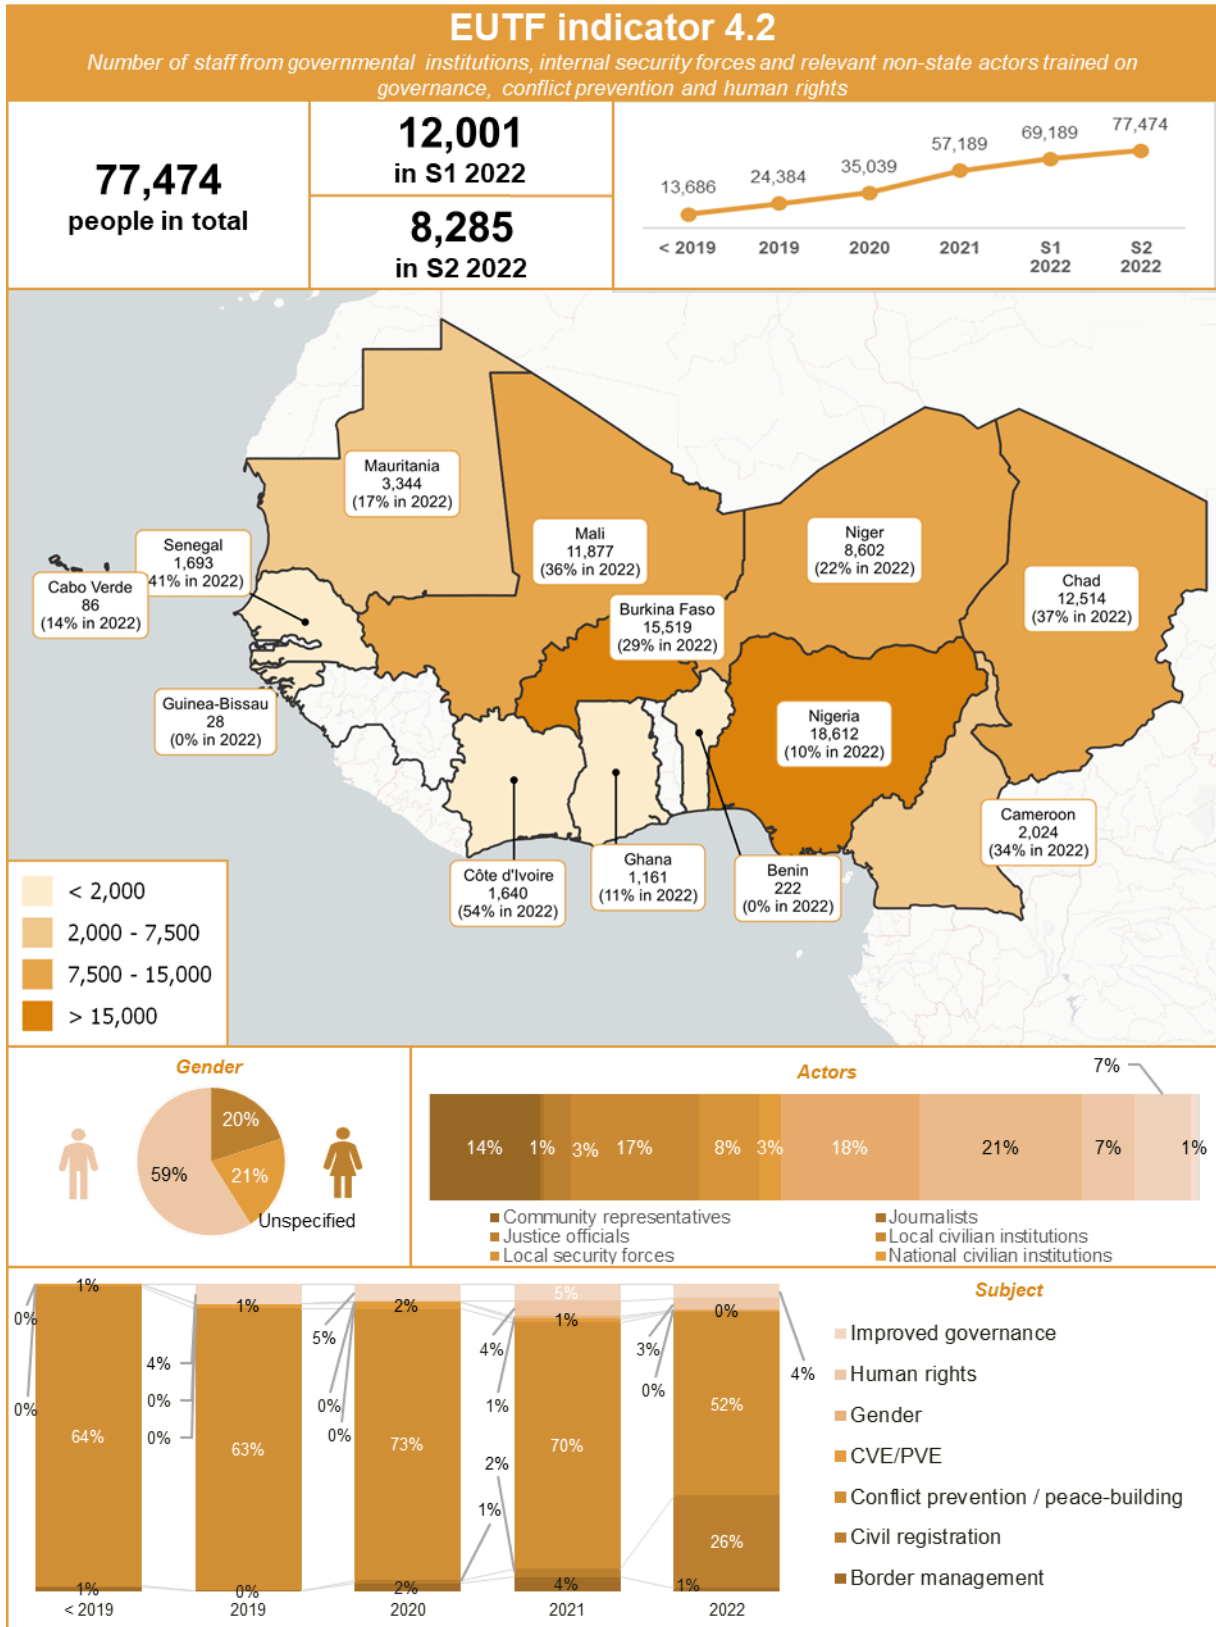 EUTF indicator 4.2
Number of staff from governmental institutions, internal security forces and relevant non-state actors trained on
governance, conflict prevention and human rights
77,474
people in total
12,001
in S1 2022
8,285
in S2 2022
13,686
24,384
35,039
57,189
69,189
77,474
< 2019
2019
2020
2021
S1
2022
S2
2022
Mauritania
3,344
(17% in 2022)
Mali
11,877
(36% in 2022)
Niger
8,602
(22% in 2022)
Chad
12,514
(37% in 2022)
Senegal
1,693
41% in 2022)
Cabo Verde
86
(14% in 2022)
Burkina Faso
15,519
(29% in 2022)
Guinea-Bissau
28
(0% in 2022)
Nigeria
18,612
(10% in 2022)
Cameroon
2,024
(34% in 2022)
Côte d'Ivoire
1,640
(54% in 2022)
Ghana
1,161
(11% in 2022)
Benin
222
(0% in 2022)
< 2,000
2,000 - 7,500
7,500 - 15,000
> 15,000
Gender
20%
21%
59%
Unspecified
Actors
7%
14%
1%
3%
17%
8%
3%
18%
21%
7%
1%
Community representatives
Journalists
Justice officials
Local civilian institutions
Local security forces
National civilian institutions
Subject
1%
0%
0%
64%
1%
< 2019
1%
4%
0%
0%
63%
0%
2019
2%
5%
0%
0%
73%
1%
2%
2020
5%
4%
1%
1%
70%
2%
4%
2021
0%
3%
0%
4%
52%
26%
1%
2022
Improved governance
Human rights
Gender
CVE/PVE
Conflict prevention / peace-building
Civil registration
Border management